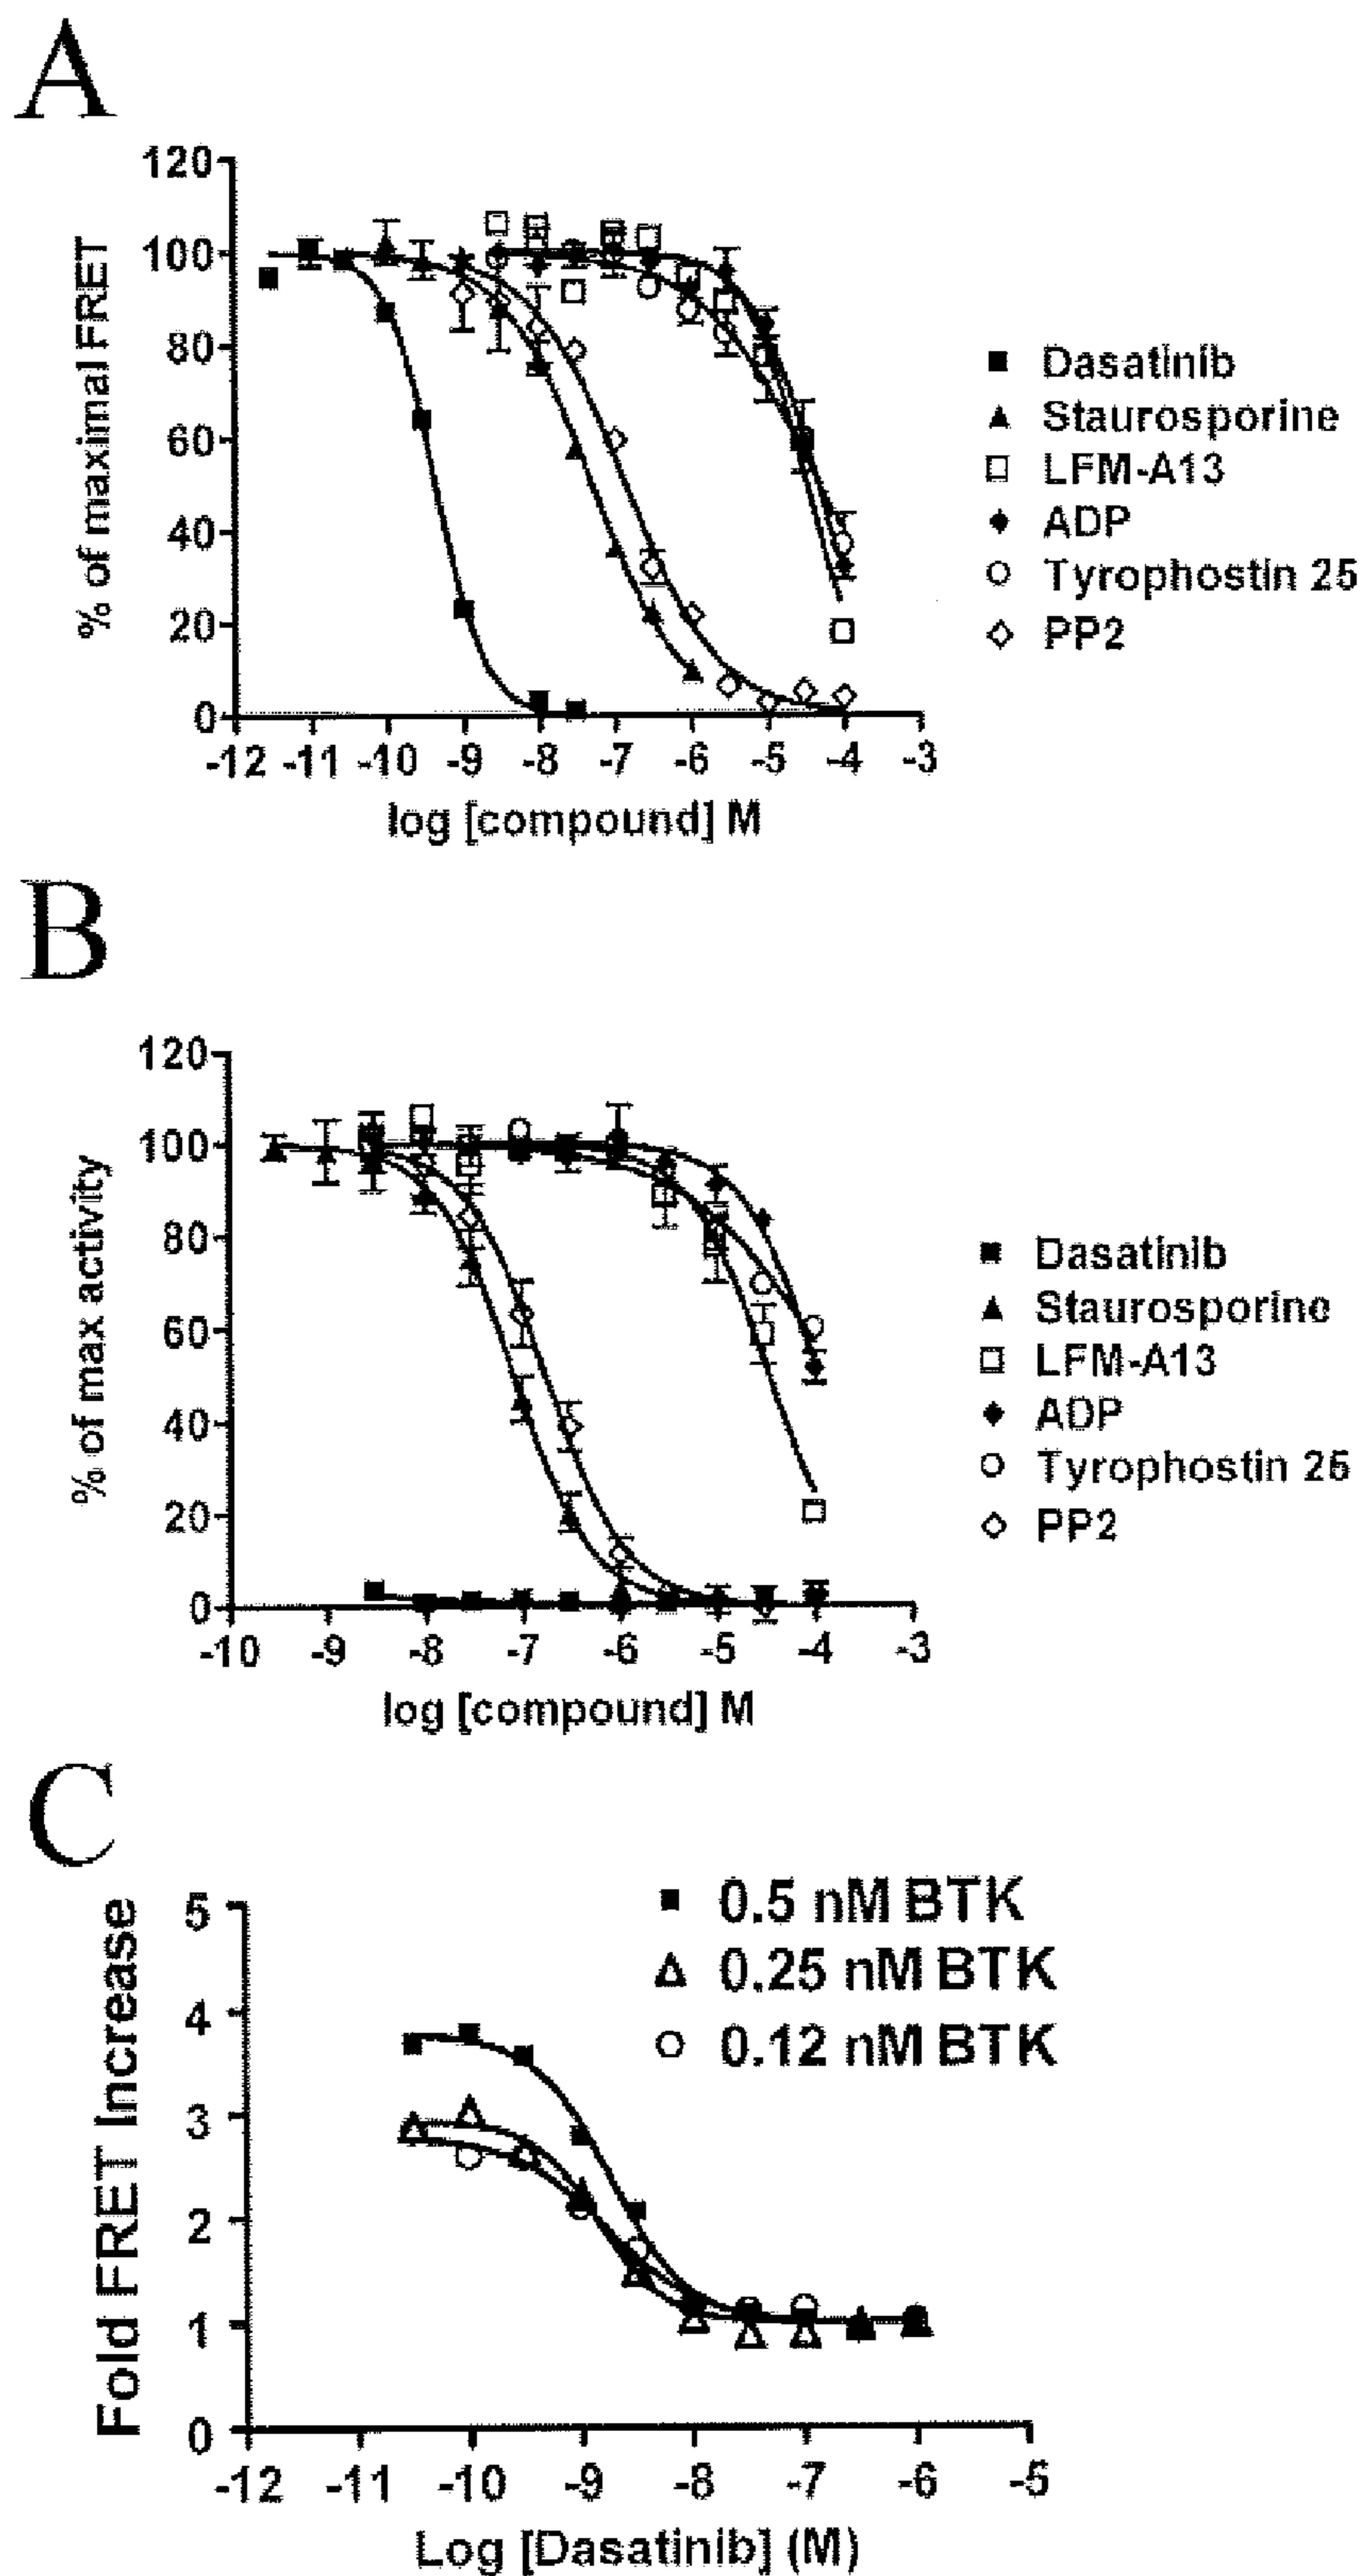 A
120
100
80
60
40
20
0
% of maximal FRET
-12 -11 -10 -9 -8 -7 -6 -5 -4 -3
log [compound] M
Dasatinib
Staurosporine
LFM-A13
ADP
Tyrophostin 25
PP2
B
120
100
80
60
40
20
0
% of max activity
-10 -9 -8 -7 -6 -5 -4 -3
log [compound] M
Dasatinib
Staurosporine
LFM-A13
ADP
Tyrophostin 25
PP2
C
5
4
3
2
1
0
Fold FRET Increase
0.5 nM BTK
0.25 nM BTK
0.12 nM BTK
-12 -11 -10 -9 -8 -7 -6 -5
Log [Dasatinib] (M)